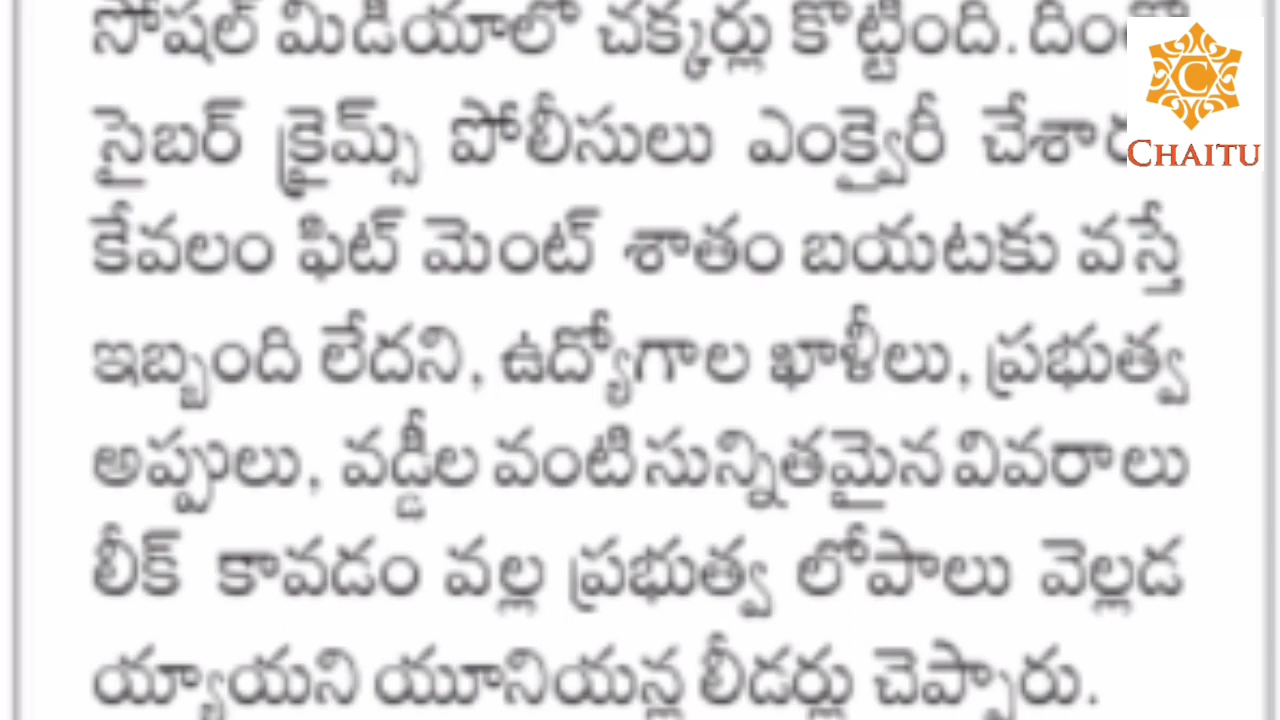 సోషల్ మీడియాలో చక్కర్లు కొట్టింది.
సైబర్ క్రైమ్స్ పోలీసులు ఎంక్వైరీ
కేవలం ఫిట్ మెంట్ శాతం బయటకు వస్తే
ఇబ్బంది లేదని, ఉద్యోగాల ఖాళీలు, ప్రభుత్వ
అప్పులు, వడ్డీల వంటి సున్నితమైన వివరాలు
లీక్ కావడం వల్ల ప్రభుత్వ లోపాలు వెల్లడ
య్యాయని యూనియన్ల లీడర్లు చెప్పారు.
C
CHAITU